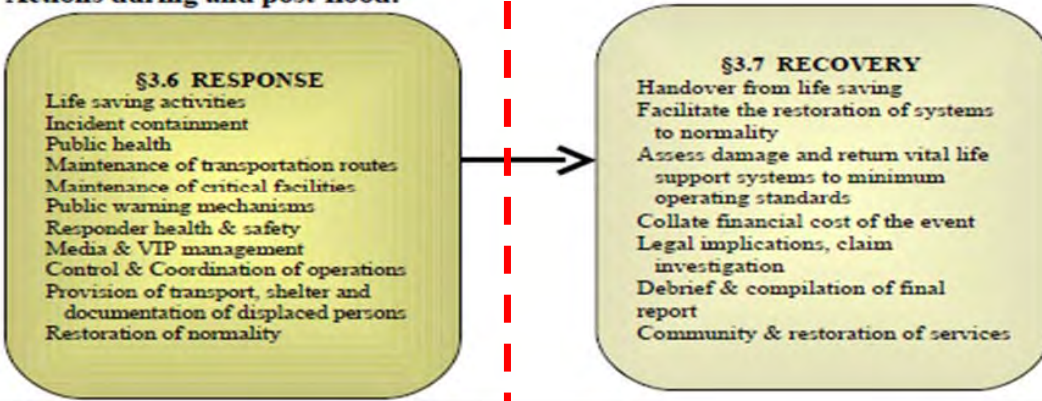 Actions during and post flood:
§3.6 RESPONSE
Life saving activities
Incident containment
Public health
Maintenance of transportation routes
Maintenance of critical facilities
Public warning mechanisms
Responder health & safety
Media & VIP management
Control & Coordination of operations
Provision of transport, shelter and
documentation of displaced persons
Restoration of normality
§3.7 RECOVERY
Handover from life saving
Facilitate the restoration of systems
to normality
Assess damage and return vital life
support systems to minimum
operating standards
Collate financial cost of the event
Legal implications, claim
investigation
Debrief & compilation of final
report
Community & restoration of services